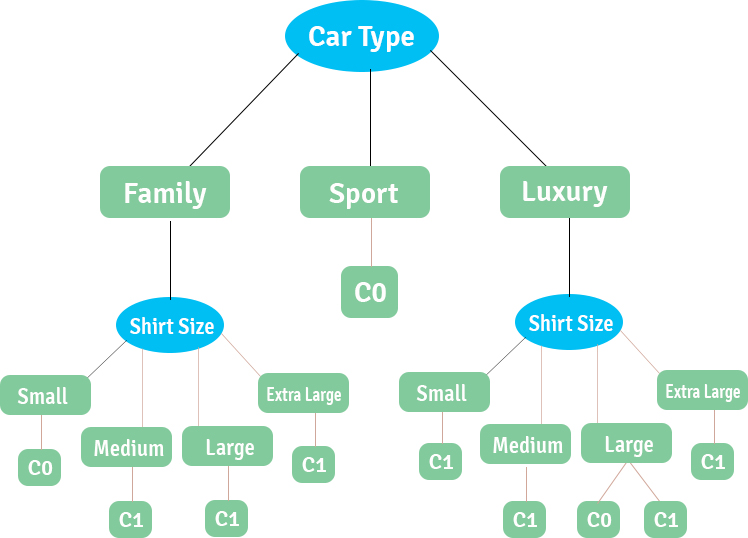 Car Type
Family
Sport
Luxury
C0
Shirt Size
Shirt Size
Small
Extra Large
Small
Extra Large
Medium
Large
Medium
Large
C0
C1
C1
C1
C1
C1
C1
C0
C1